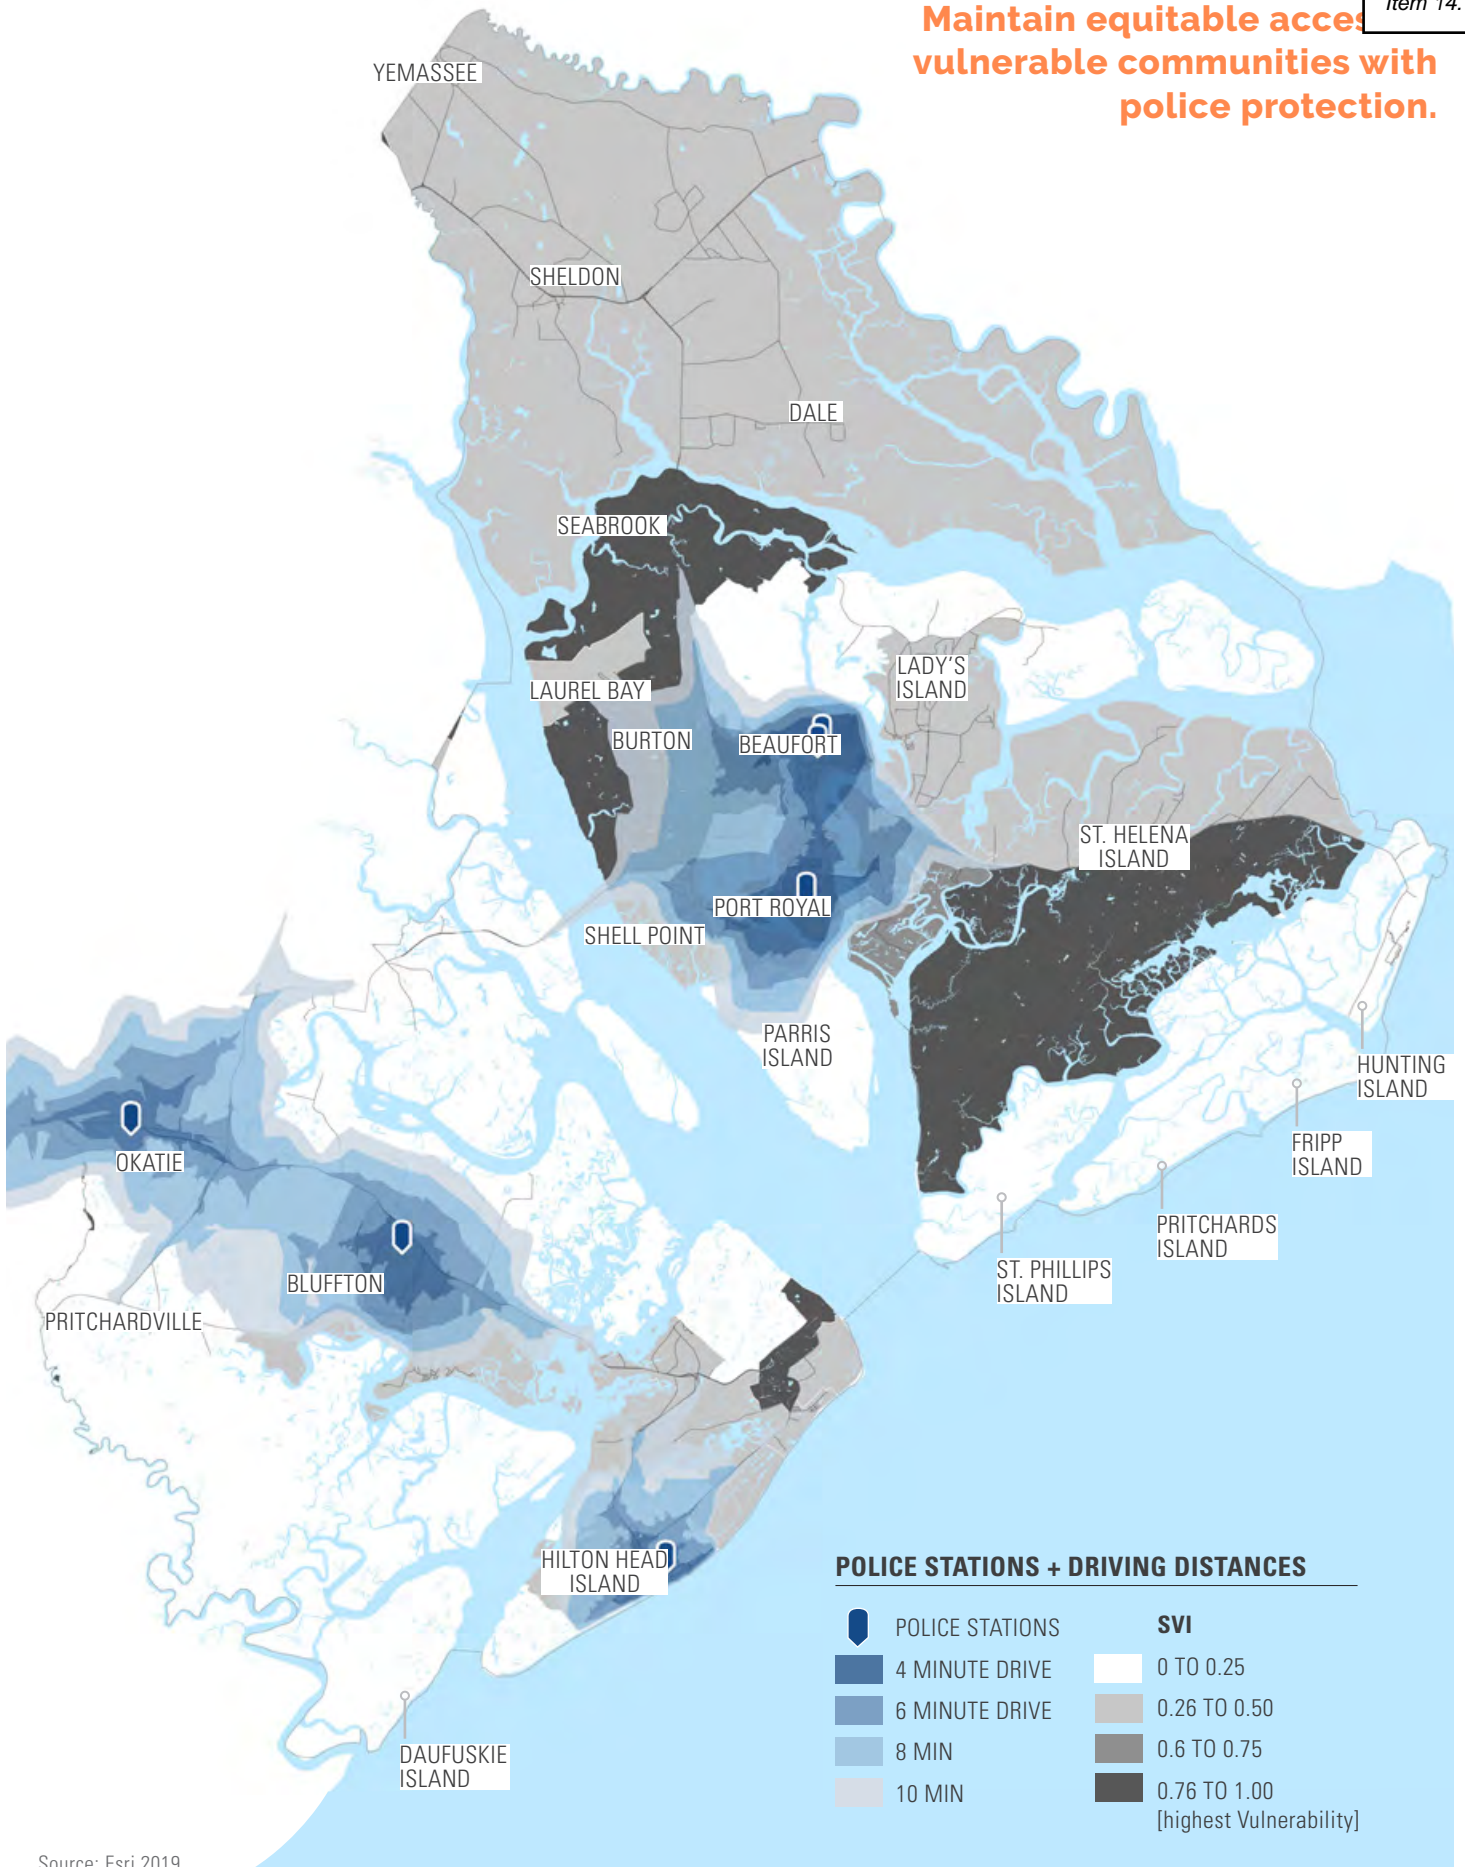 Item 14.
Maintain equitable
vulnerable communities with
police protection.
YEMASSEE
SHELDON
DALE
SEABROOK
LADY'S
ISLAND
LAUREL BAY
BURTON
BEAUFORT
ST. HELENA
ISLAND
PORT ROYAL
SHELL POINT
PARRIS
ISLAND
HUNTING
ISLAND
FRIPP
ISLAND
OKATIE
PRITCHARDS
ISLAND
ST. PHILLIPS
ISLAND
BLUFFTON
PRITCHARDVILLE
HILTON HEAD
ISLAND
DAUFUSKIE
ISLAND
POLICE STATIONS + DRIVING DISTANCES
POLICE STATIONS
4 MINUTE DRIVE
6 MINUTE DRIVE
8 MIN
10 MIN
SVI
0 TO 0.25
0.26 TO 0.50
0.6 TO 0.75
0.76 TO 1.00
[highest Vulnerability]
Source: Esri 2019